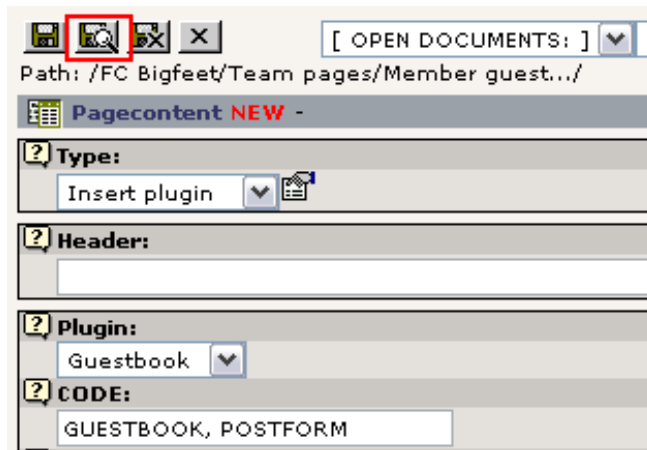 [ OPEN DOCUMENTS: ]
Path: /FC Bigfeet/Team pages/Member guest.../
Pagecontent NEW -
? Type:
Insert plugin
? Header:
? Plugin:
Guestbook
? CODE:
GUESTBOOK, POSTFORM